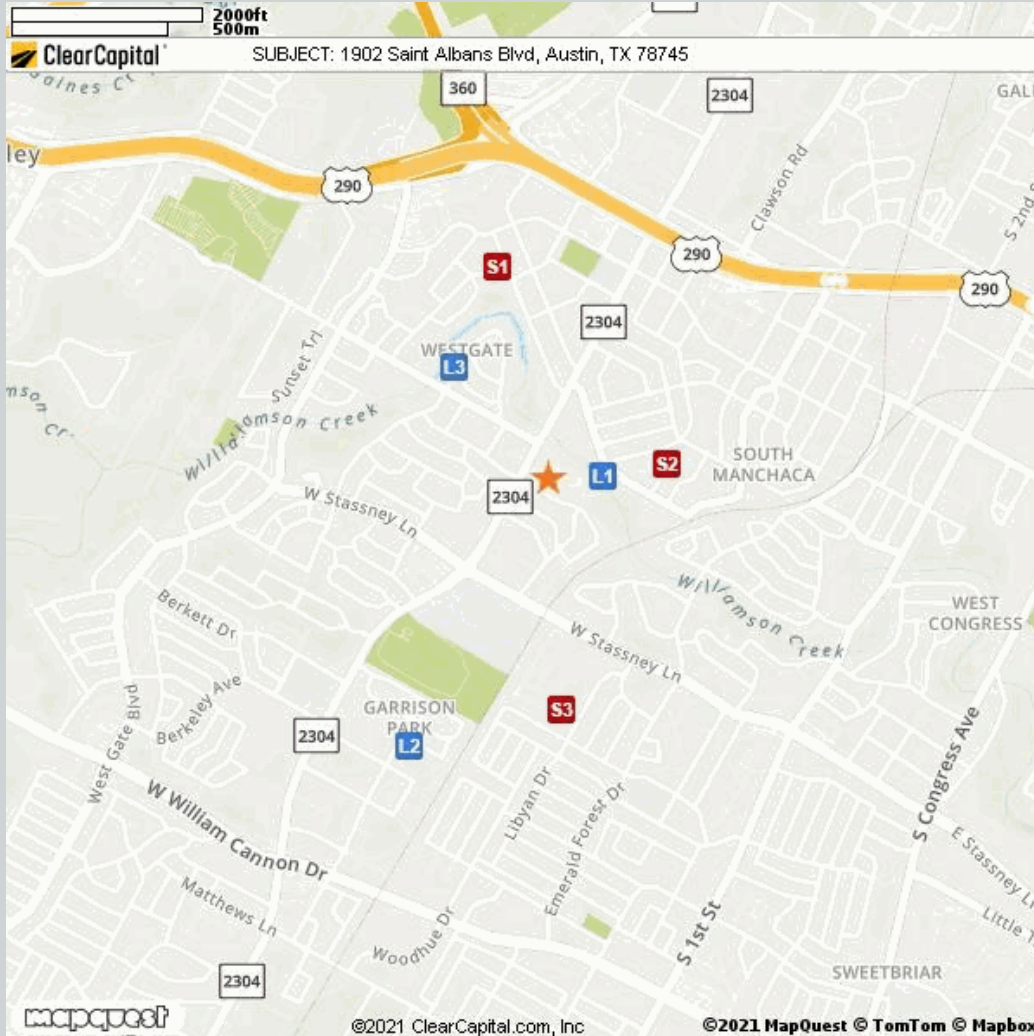 2000ft
500m
ClearCapital
SUBJECT: 1902 Saint Albans Blvd, Austin, TX 78745
360
2304
GAL
ley
290
Clawson Rd
S 2nd
290
290
S1
2304
WESTGATE
L3
Sunset Trl
Williamson Creek
SOUTH
MANCHACA
S2
L1
2304
W Stassney Ln
Williamson Creek
WEST
CONGRESS
Berkett Dr
W Stassney Ln
Berkeley Ave
GARRISON
PARK
S3
L2
2304
West Gate Blvd
W William Cannon Dr
Libyan Dr
Emerald Forest Dr
S Congress Ave
E Stassney L
Matthews Ln
Woodhue Dr
S 1st St
Little
SWEETBRIAR
2304
mapquest
©2021 ClearCapital.com, Inc
©2021 MapQuest © TomTom © Mapbox